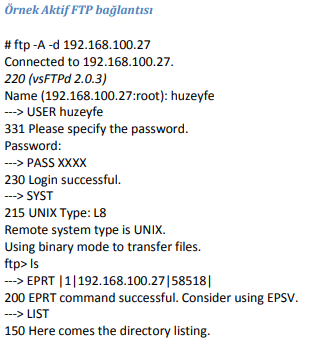 Örnek Aktif FTP bağlantısı
# ftp -A -d 192.168.100.27
Connected to 192.168.100.27.
220 (vsFTPd 2.0.3)
Name (192.168.100.27:root): huzeyfe
---> USER huzeyfe
331 Please specify the password.
Password:
---> PASS XXXX
230 Login successful.
---> SYST
215 UNIX Type: L8
Remote system type is UNIX.
Using binary mode to transfer files.
ftp> ls
---> EPRT |1|192.168.100.27|58518|
200 EPRT command successful. Consider using EPSV.
---> LIST
150 Here comes the directory listing.